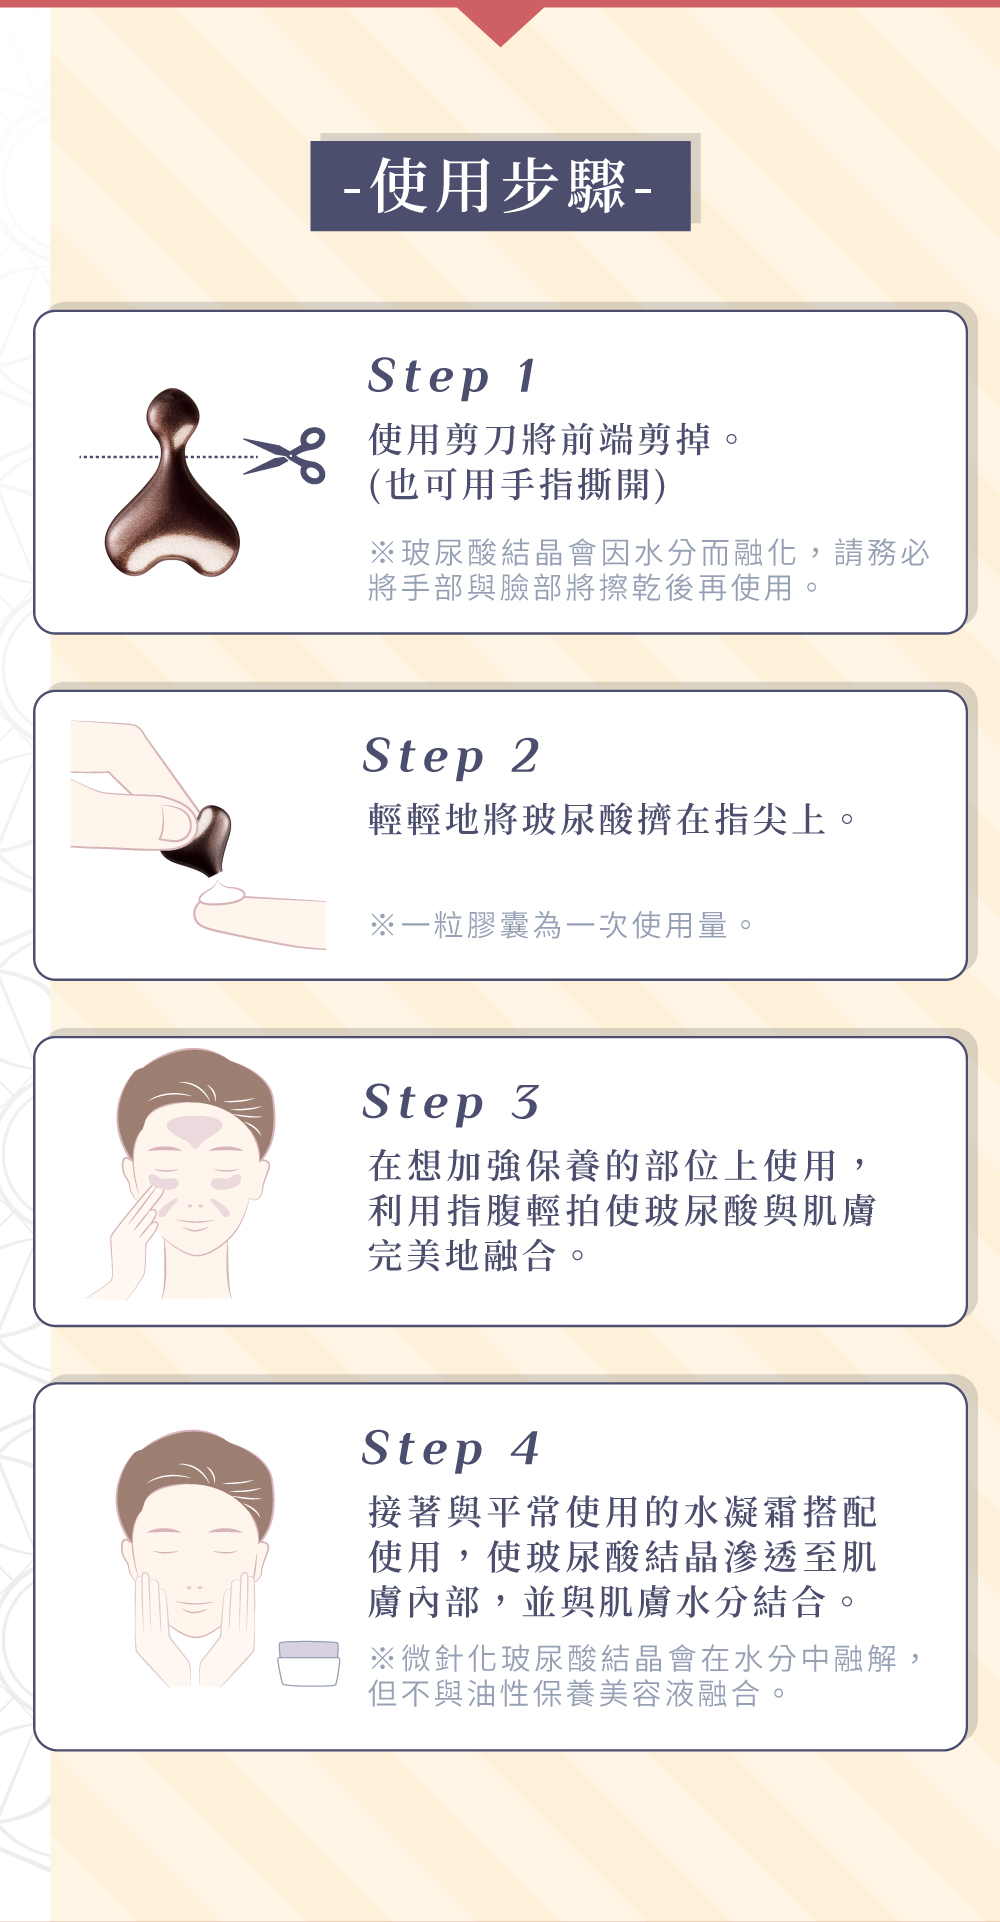 -使用步驟-
Step 1
使用剪刀將前端剪掉。
(也可用手指撕開)
※玻尿酸結晶會因水分而融化，請務必
將手部與臉部將擦乾後再使用。
Step 2
輕輕地將玻尿酸擠在指尖上。
※一粒膠囊為一次使用量。
Step 3
在想加強保養的部位上使用，
利用指腹輕拍使玻尿酸與肌膚
完美地融合。
Step 4
接著與平常使用的水凝霜搭配
使用，使玻尿酸結晶滲透至肌
膚內部，並與肌膚水分結合。
※微針化玻尿酸結晶會在水分中融解，
但不與油性保養美容液融合。